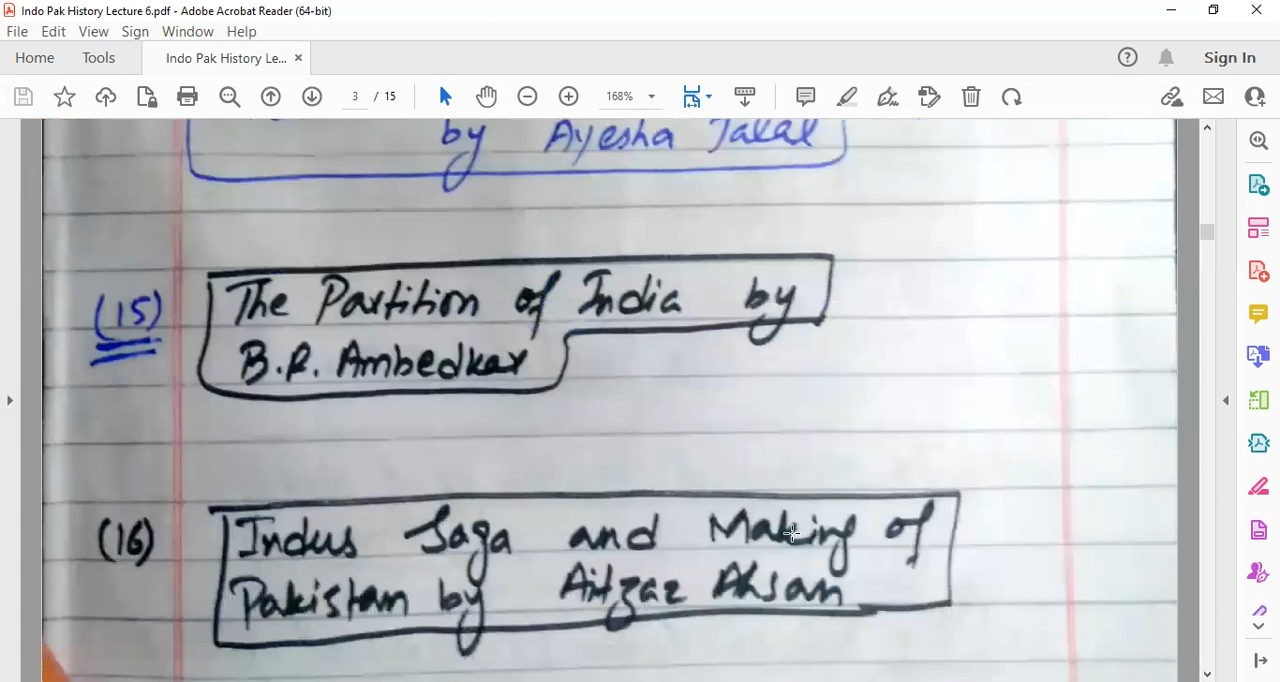 Indo Pak History Lecture 6.pdf - Adobe Acrobat Reader (64-bit)
File Edit View Sign Window Help
Home Tools Indo Pak History Le... × Sign In
3 / 15 168%
by Ayesha Jalal
(15) The Partition of India by
B.R. Ambedkar
(16) Indus Saga and Making of
Pakistan by Aitzaz Ahsan